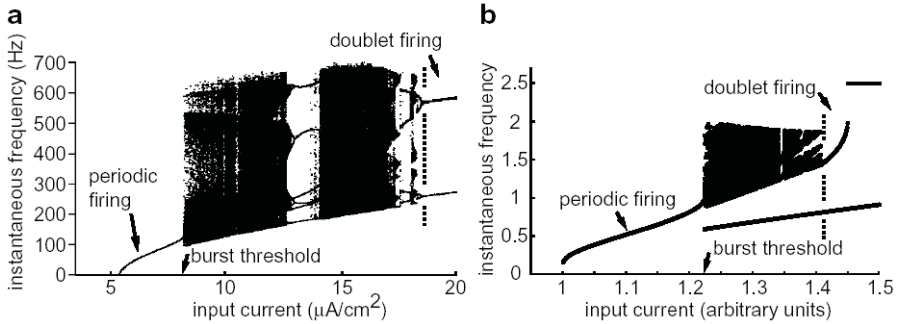 a
instantaneous frequency (Hz)
700
600
500
400
300
200
100
0
5
10
15
20
input current (μA/cm2)
periodic
firing
doublet firing
burst threshold
b
instantaneous frequency
2.5
2
1.5
1
0.5
0
1
1.1
1.2
1.3
1.4
1.5
input current (arbitrary units)
doublet firing
periodic firing
burst threshold